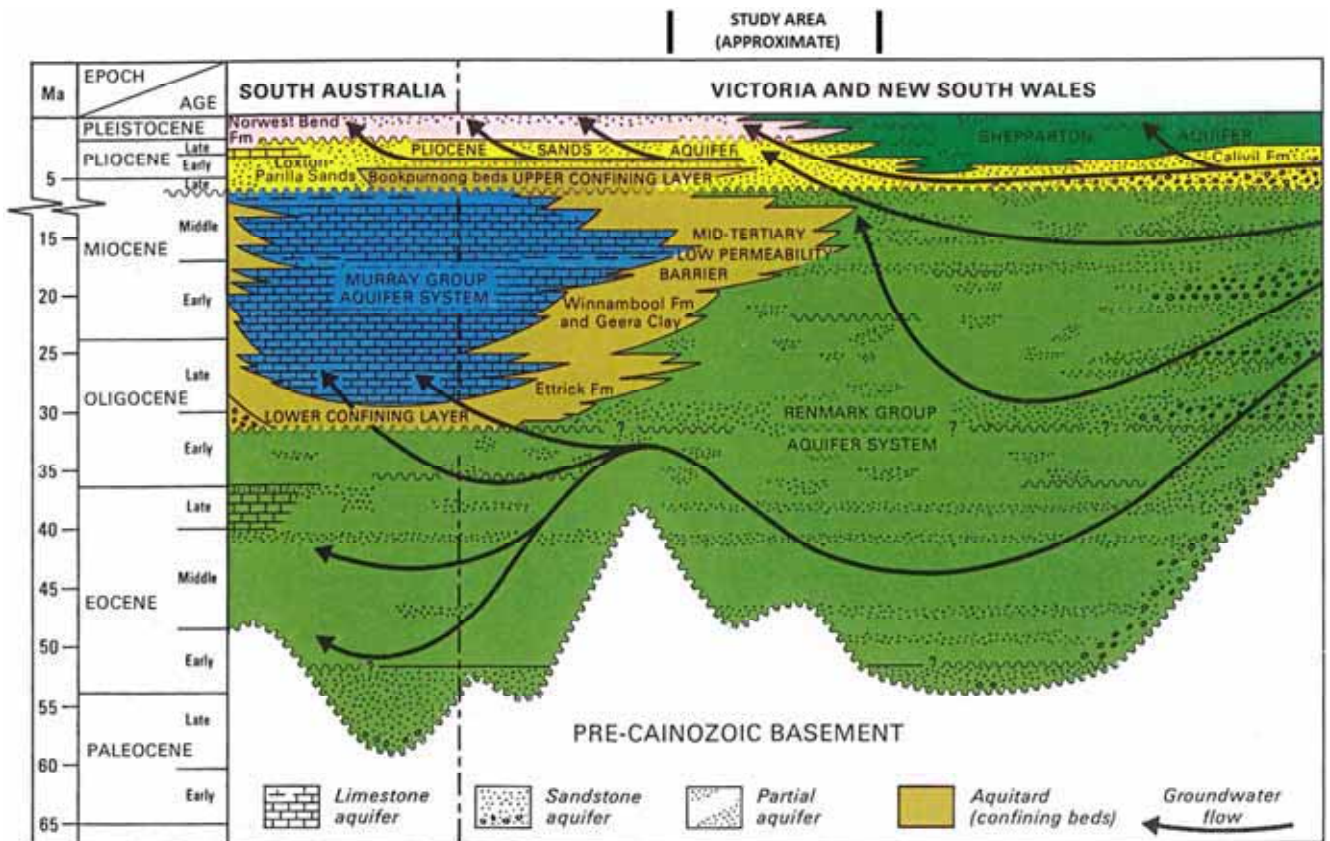 STUDY AREA
(APPROXIMATE)
Ma
EPOCH
AGE
SOUTH AUSTRALIA
VICTORIA AND NEW SOUTH WALES
PLEISTOCENE
Norwest Bend
Fm
SHEPPARTON
AQUIFER
PLIOCENE
Late
Early
PLIOCENE
SANDS
AQUIFER
Calivil Fm
Loxton
Parilla Sands
Bookpurnong beds UPPER CONFINING LAYER
5
Late
MIOCENE
Middle
Early
15
20
MID-TERTIARY
LOW PERMEABILITY
BARRIER
MURRAY GROUP
AQUIFER SYSTEM
Winnambool Fm
and Geera Clay
25
OLIGOCENE
Late
Early
30
35
Ettrick Fm
LOWER CONFINING LAYER
RENMARK GROUP
AQUIFER SYSTEM
?
?
?
?
EOCENE
Late
Middle
Early
40
45
50
?
?
55
PALEOCENE
Late
Early
60
65
PRE-CAINOZOIC BASEMENT
Limestone
aquifer
Sandstone
aquifer
Partial
aquifer
Aquitard
(confining beds)
Groundwater
flow